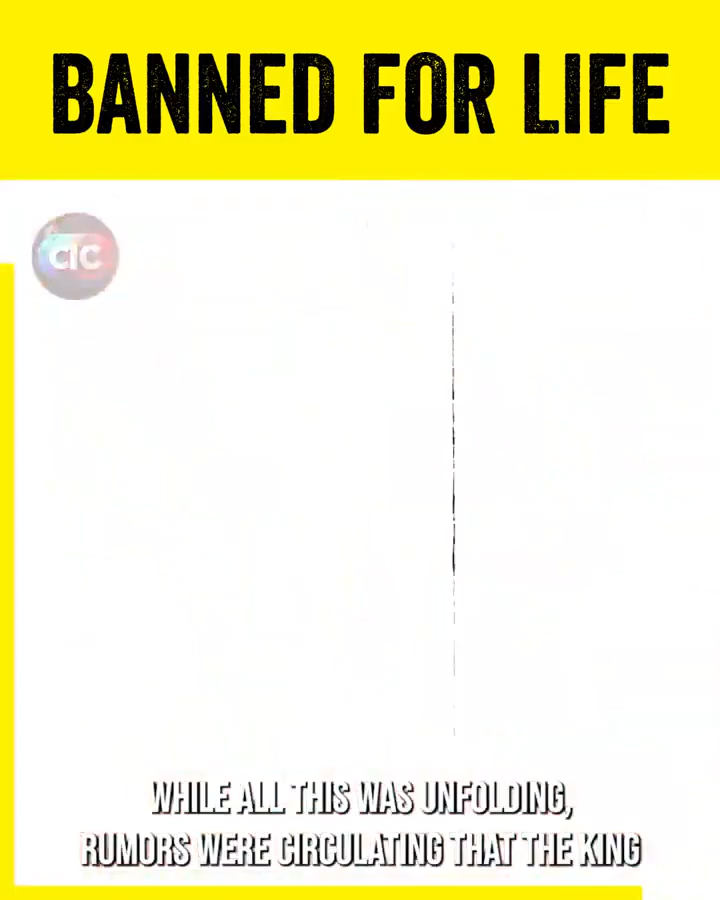 BANNED FOR LIFE
CIC
WHILE ALL THIS WAS UNFOLDING,
RUMORS WERE CIRCULATING THAT THE KING